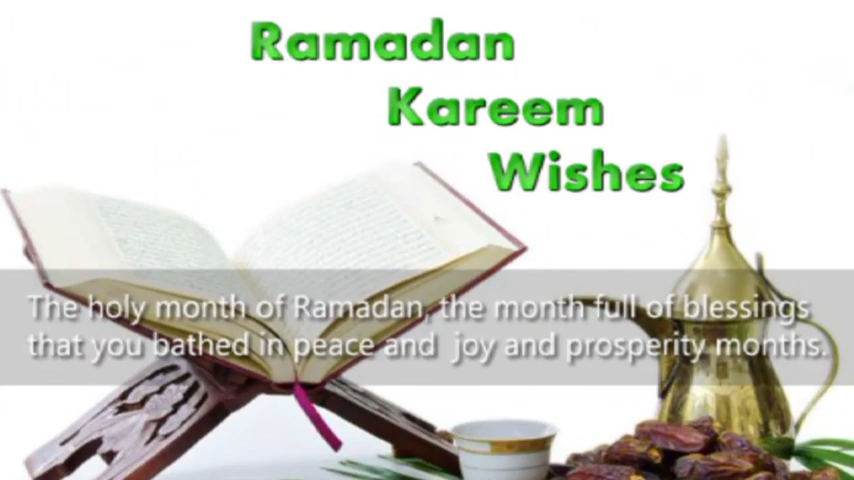 Ramadan
Kareem
Wishes
The holy month of Ramadan, the month full of blessings
that you bathed in peace and joy and prosperity months.